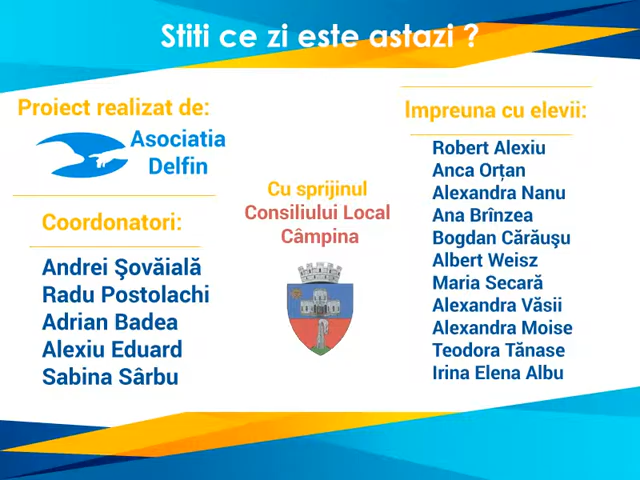 Stiti ce zi este astazi ?
Proiect realizat de:
Asociatia
Delfin
Coordonatori:
Andrei Şovăială
Radu Postolachi
Adrian Badea
Alexiu Eduard
Sabina Sârbu
Cu sprijinul
Consiliului Local
Câmpina
Impreuna cu elevii:
Robert Alexiu
Anca Orțan
Alexandra Nanu
Ana Brînzea
Bogdan Cărăuşu
Albert Weisz
Maria Secară
Alexandra Văsii
Alexandra Moise
Teodora Tănase
Irina Elena Albu